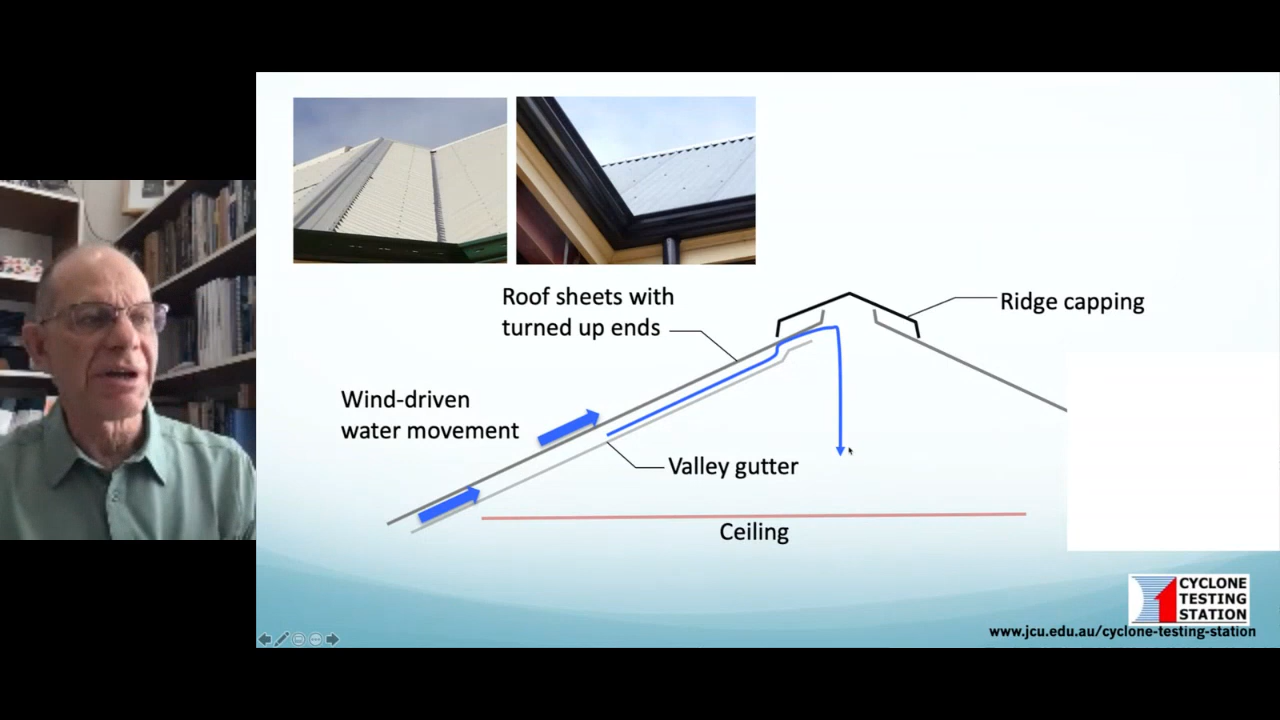 Roof sheets with
turned up ends
Ridge capping
Wind-driven
water movement
Valley gutter
Ceiling
CYCLONE
TESTING
STATION
www.jcu.edu.au/cyclone-testing-station